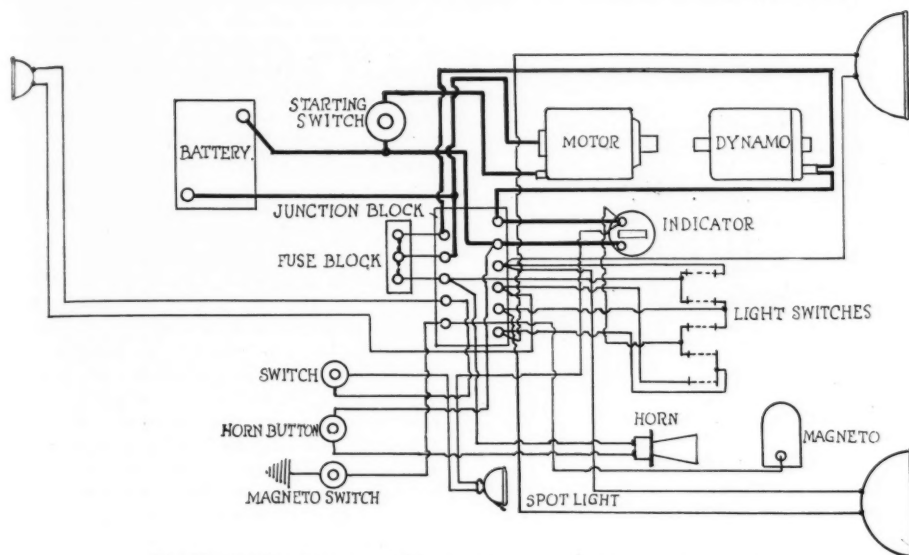 STARTING
SWITCH
BATTERY.
MOTOR
DYNAMO
JUNCTION BLOCK
INDICATOR
FUSE BLOCK
LIGHT SWITCHES
SWITCH
HORN BUTTON
HORN
MAGNETO
MAGNETO SWITCH
SPOT LIGHT